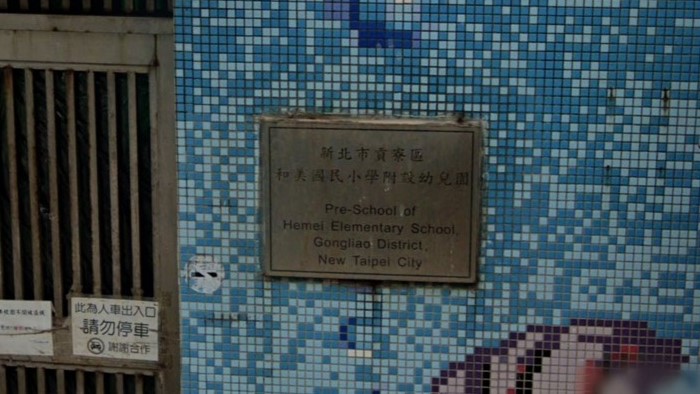 新北市貢寮區
和美國民小學附設幼兒園
Pre-School of
Hemei Elementary School,
Gongliao District,
New Taipei City
此為人車出入口
請勿停車
謝謝合作